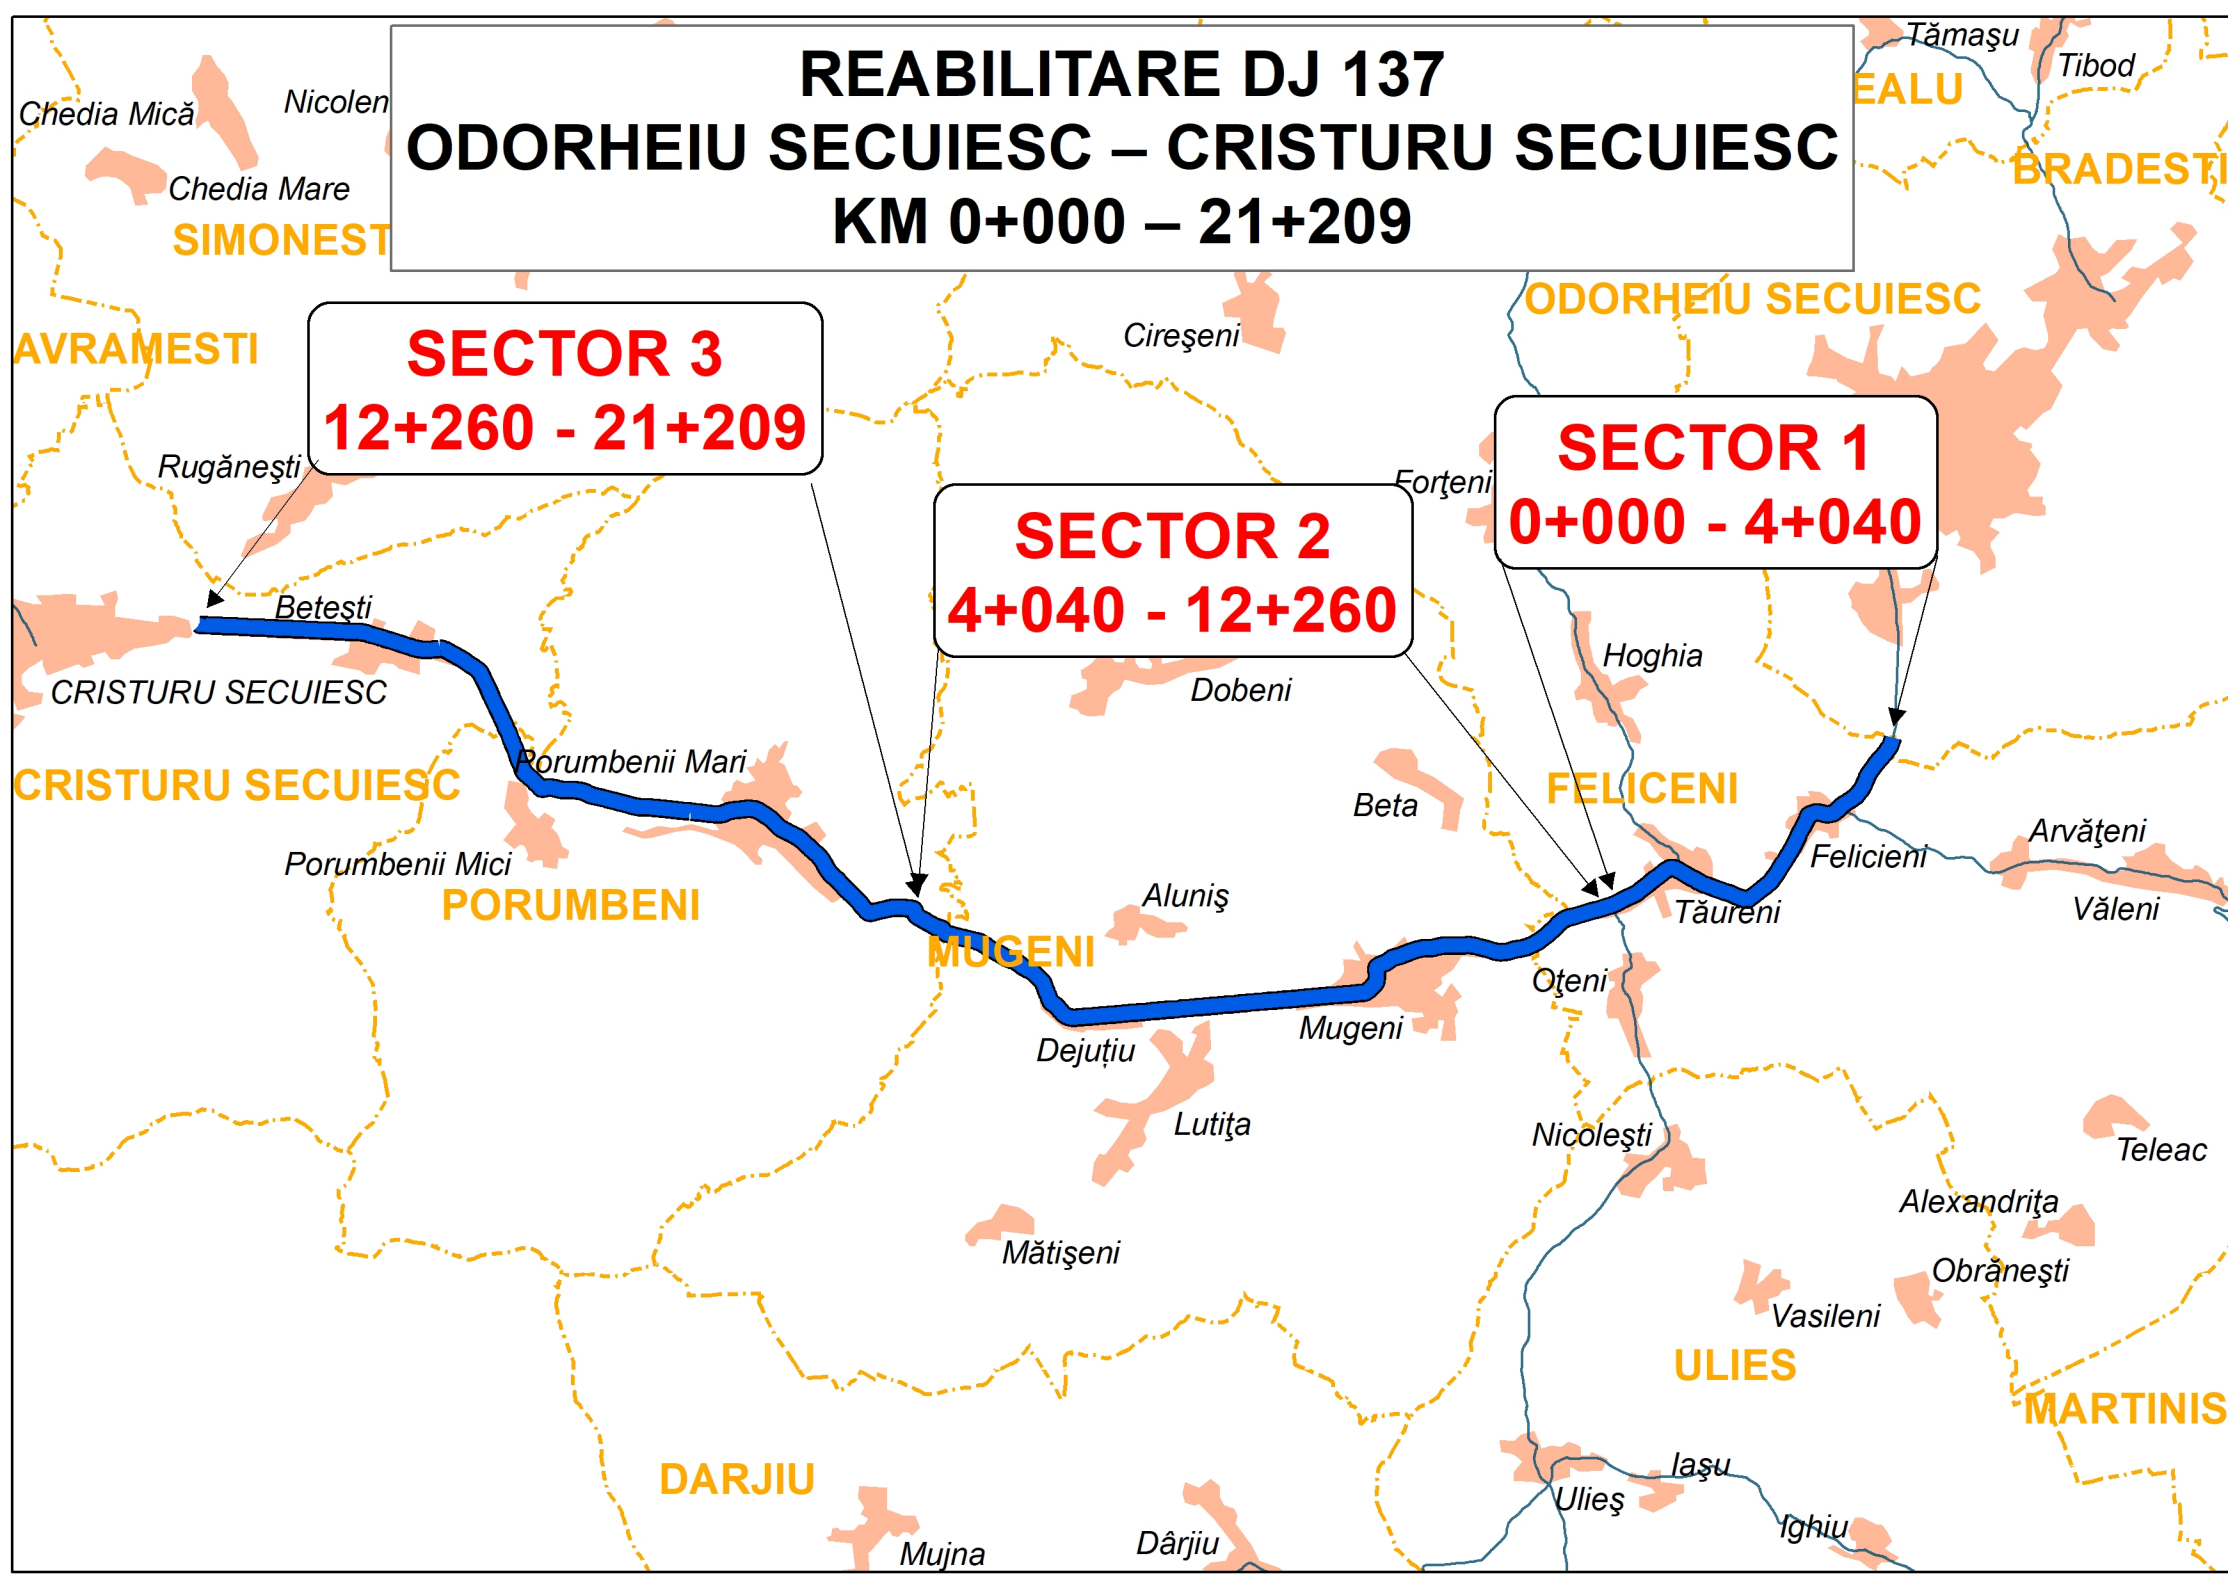 REABILITARE DJ 137
ODORHEIU SECUIESC – CRISTURU SECUIESC
KM 0+000 – 21+209
Tămaşu
Tibod
EALU
BRADESTI
Chedia Mică
Nicolen
Chedia Mare
SIMONEST
ODORHEIU SECUIESC
AVRAMESTI
Cireşeni
SECTOR 3
12+260 - 21+209
SECTOR 1
0+000 - 4+040
Rugăneşti
Forţeni
SECTOR 2
4+040 - 12+260
Beteşti
Hoghia
CRISTURU SECUIESC
Dobeni
Porumbenii Mari
CRISTURU SECUIESC
FELICENI
Beta
Arvăţeni
Felicieni
Porumbenii Mici
PORUMBENI
Aluniş
Tăureni
Văleni
MUGENI
Oţeni
Mugeni
Dejuțiu
Lutiţa
Nicoleşti
Teleac
Alexandriţa
Mătişeni
Obrăneşti
Vasileni
ULIES
MARTINIS
DARJIU
Iaşu
Ulieş
Ighiu
Dârjiu
Mujna